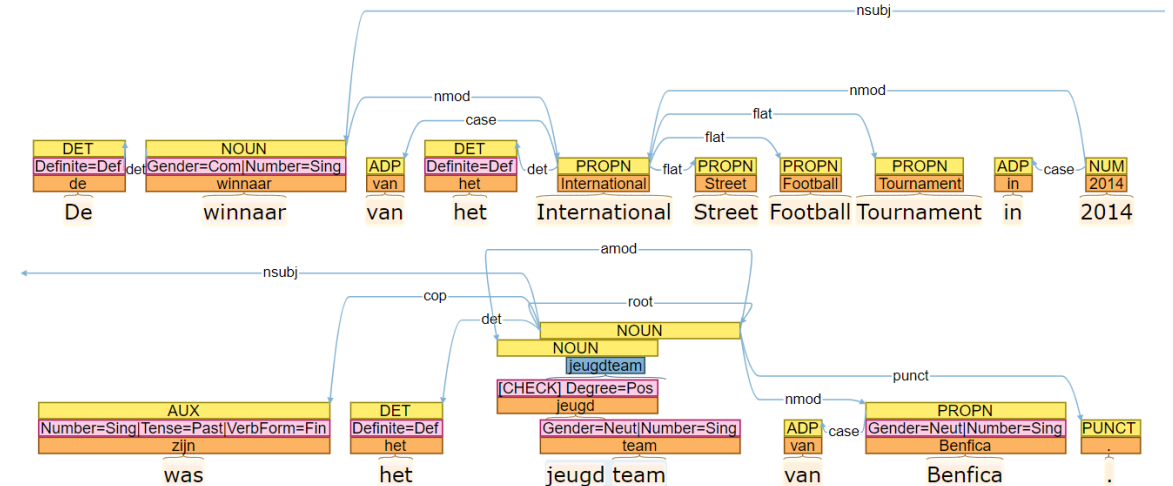 nsubj
nmod nmod
case flat
flat
DET NOUN DET
Definite=Def det Gender=Com|Number=Sing ADP Definite=Def det PROPN flat PROPN PROPN PROPN ADP case NUM
de winnaar van het International Street Football Tournament in 2014
De winnaar van het International Street Football Tournament in 2014
amod
nsubj
cop root
det
NOUN
NOUN
jeugdteam
punct
[CHECK] Degree=Pos
nmod
AUX DET jeugd PROPN
Number=Sing|Tense=Past|VerbForm=Fin Definite=Def Gender=Neut|Number=Sing ADP case Gender=Neut|Number=Sing PUNCT
zijn het team van Benfica .
was het jeugd team van Benfica .